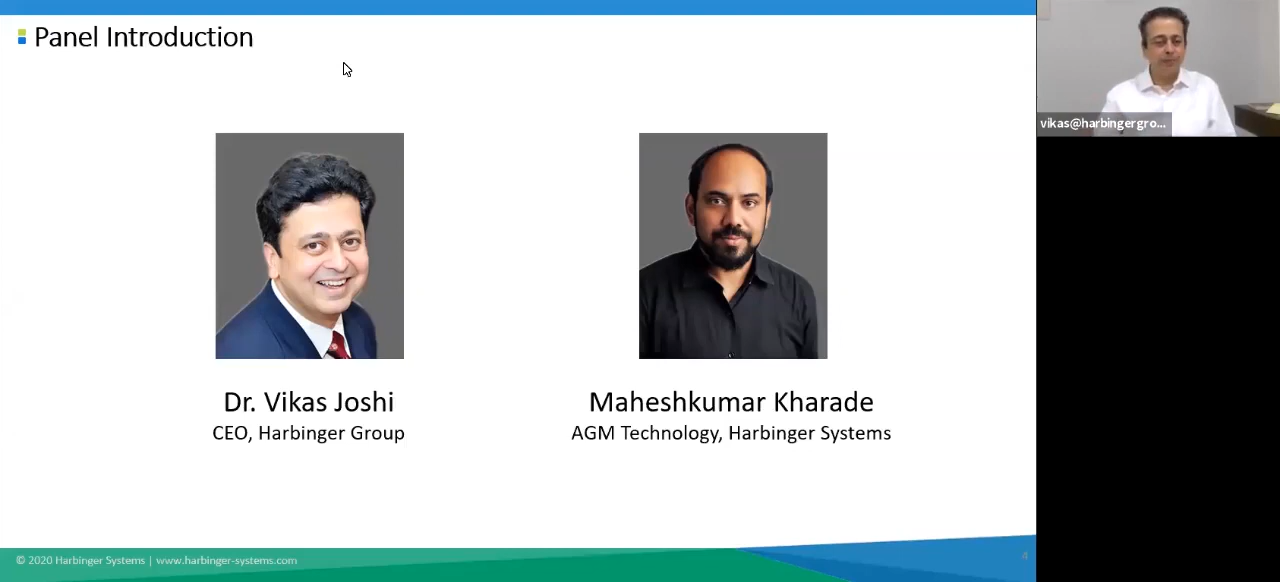 Panel Introduction
vikas@harbingergro...
Dr. Vikas Joshi
CEO, Harbinger Group
Maheshkumar Kharade
AGM Technology, Harbinger Systems
© 2020 Harbinger Systems | www.harbinger-systems.com
4